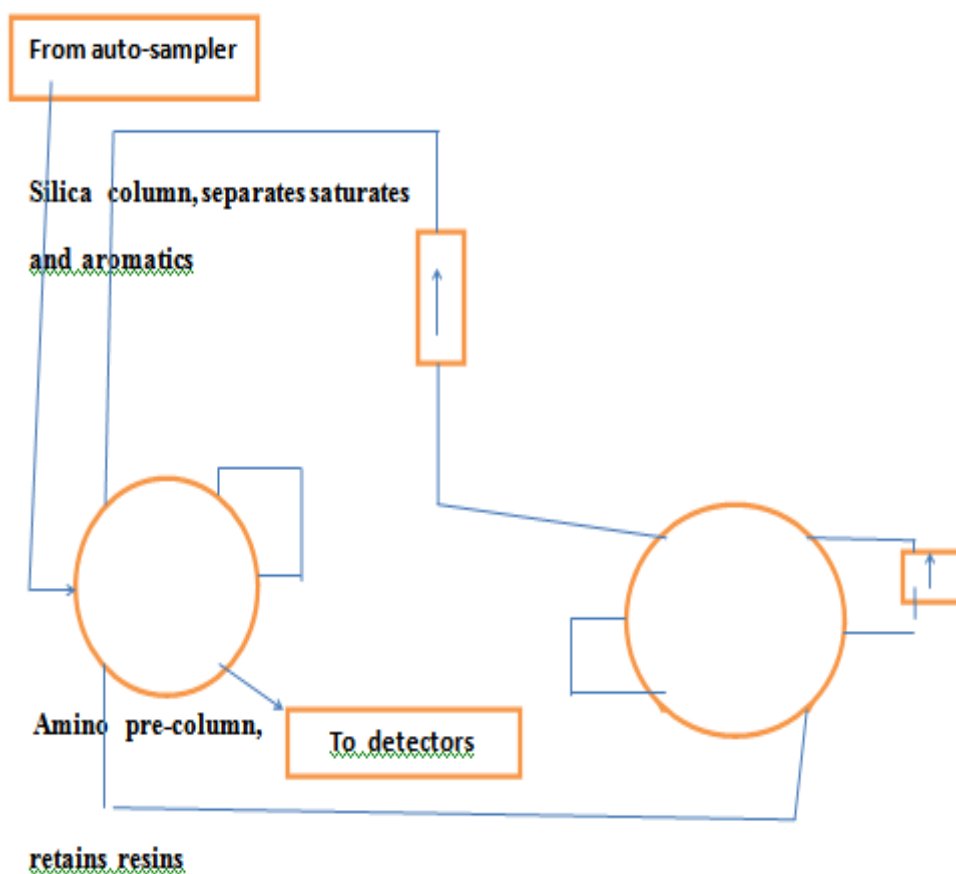 From auto-sampler
Silica column, separates saturates
and aromatics
Amino pre-column,
To detectors
retains resins